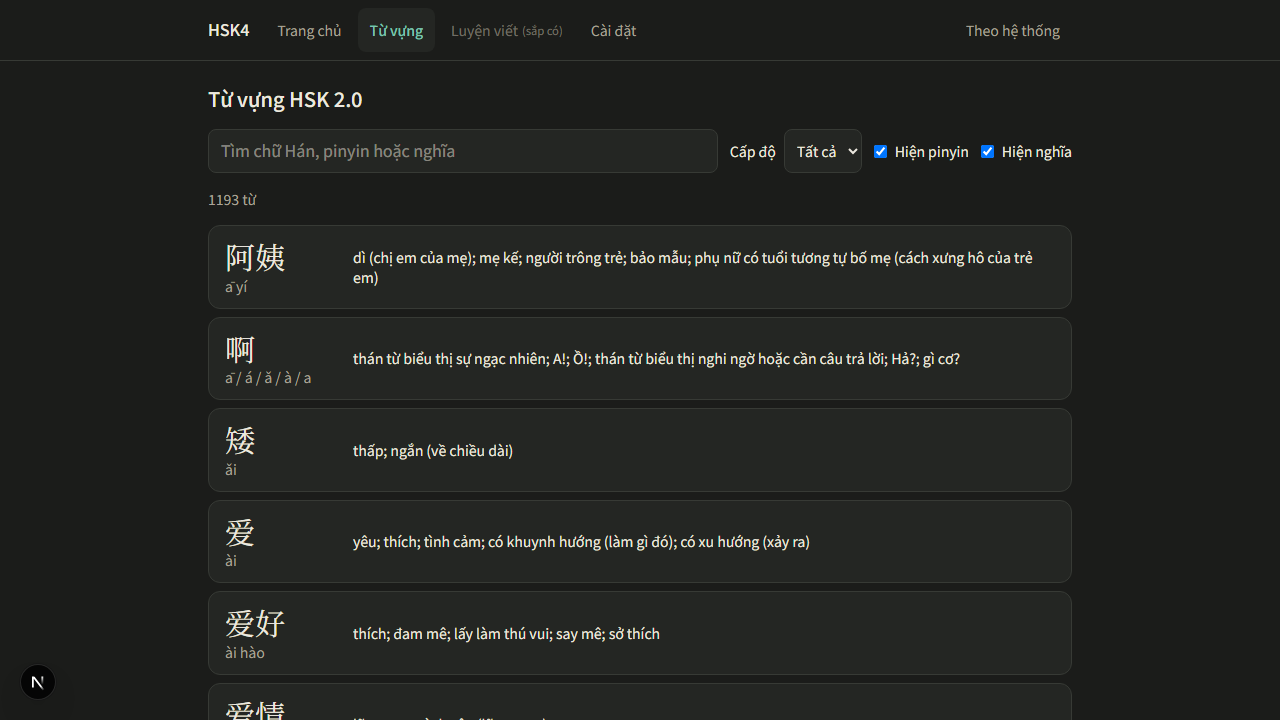 HSK4 Trang chủ Từ vựng Luyện viết (sắp có) Cài đặt Theo hệ thống
Từ vựng HSK 2.0
Tìm chữ Hán, pinyin hoặc nghĩa Cấp độ Tất cả Hiện pinyin Hiện nghĩa
1193 từ
阿姨
ā yí
dì (chị em của mẹ); mẹ kế; người trông trẻ; bảo mẫu; phụ nữ có tuổi tương tự bố mẹ (cách xưng hô của trẻ
em)
啊
ā / á / ǎ / à / a
thán từ biểu thị sự ngạc nhiên; A!; Ồ!; thán từ biểu thị nghi ngờ hoặc cần câu trả lời; Hả?; gì cơ?
矮
ǎi
thấp; ngắn (về chiều dài)
爱
ài
yêu; thích; tình cảm; có khuynh hướng (làm gì đó); có xu hướng (xảy ra)
爱好
ài hào
thích; đam mê; lấy làm thú vui; say mê; sở thích
爱情
N